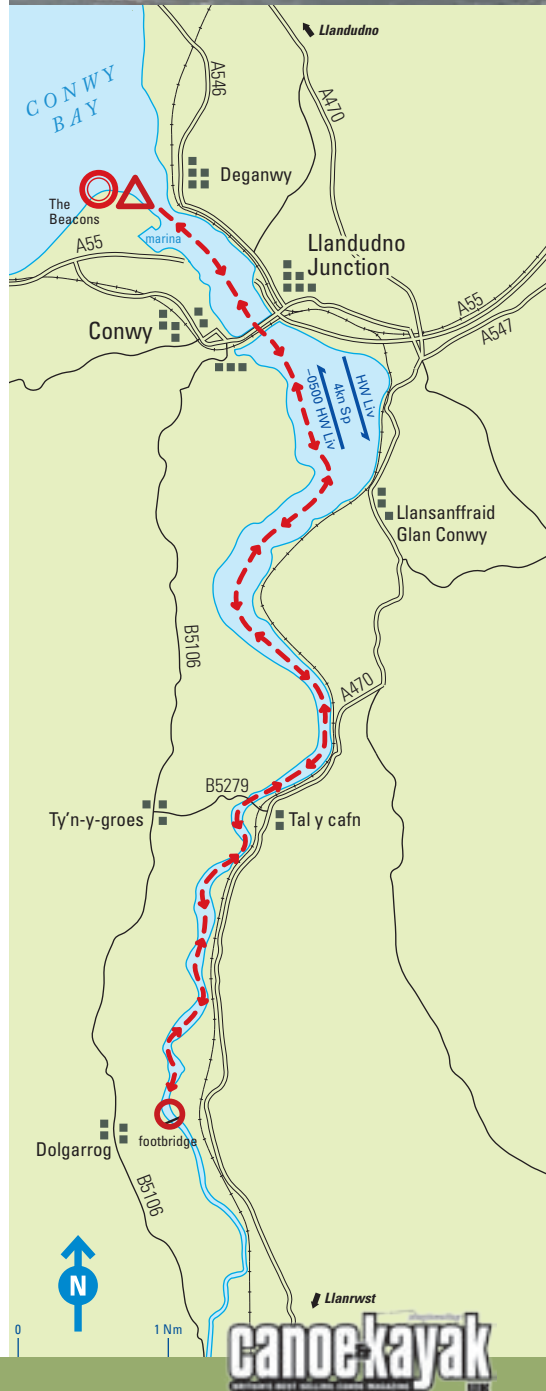 Llandudno
A546
A470
CONWY
BAY
Deganwy
The
Beacons
marina
A55
Llandudno
Junction
Conwy
A55
A547
HW Liv
4kn Sp
–0500 HW Liv
Llansanffraid
Glan Conwy
B5106
A470
B5279
Ty'n-y-groes
Tal y cafn
Dolgarrog
footbridge
B5106
N
Llanrwst
0
1 Nm
canoe&kayak